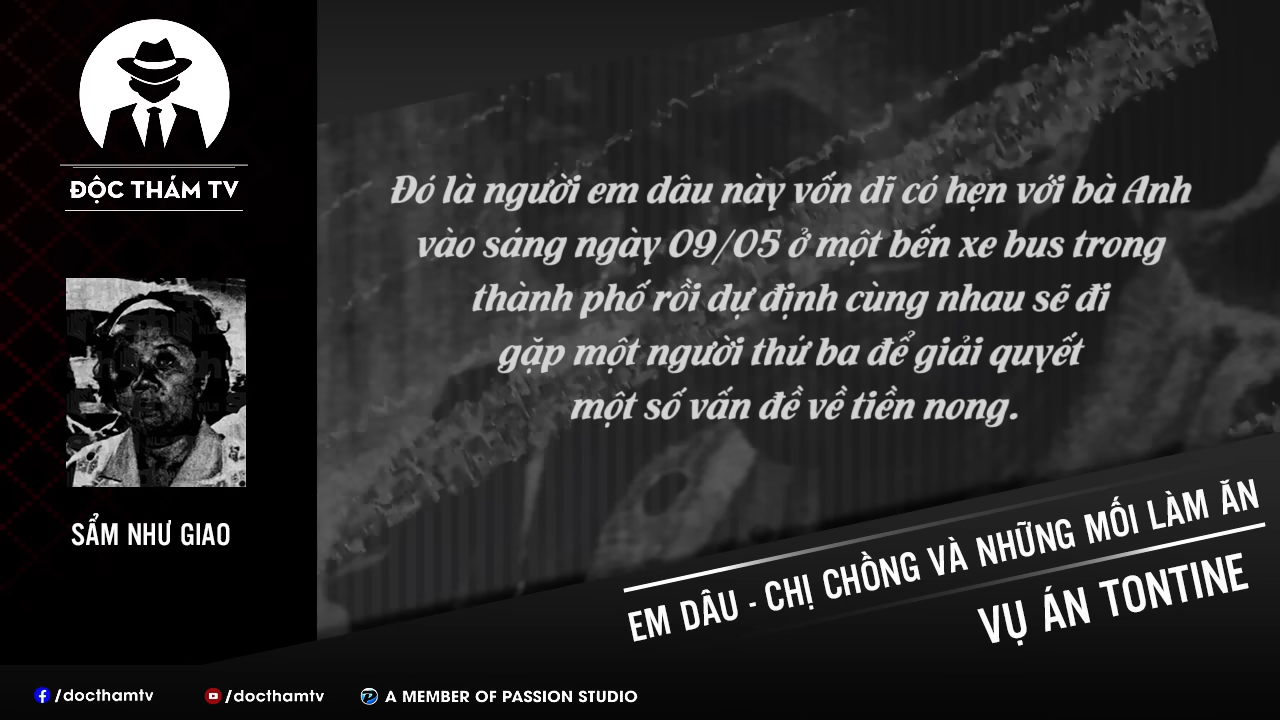 ĐỘC THÁM TV
SẨM NHƯ GIAO
Đó là người em dâu này vốn dĩ có hẹn với bà Anh
vào sáng ngày 09/05 ở một bến xe bus trong
thành phố rồi dự định cùng nhau sẽ đi
gặp một người thứ ba để giải quyết
một số vấn đề về tiền nong.
EM DÂU - CHỊ CHỒNG VÀ NHỮNG MỐI LÀM ĂN
VỤ ÁN TONTINE
/docthamtv
/docthamtv
A MEMBER OF PASSION STUDIO